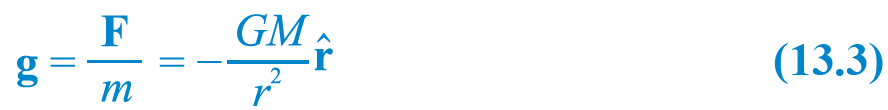 g = F/m = −GM/r² r̂ (13.3)